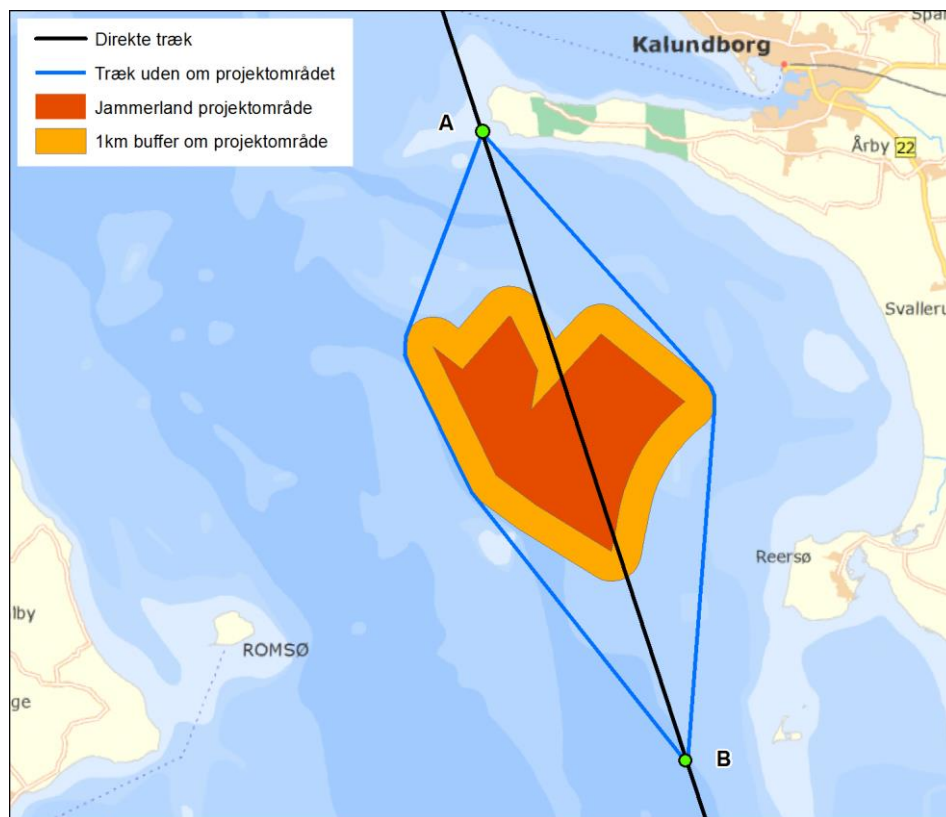 Direkte træk
Træk uden om projektområdet
Jammerland projektområde
1km buffer om projektområde
Kalundborg
A
Årby
22
Svalleru
Reersø
lby
ROMSØ
ge
B